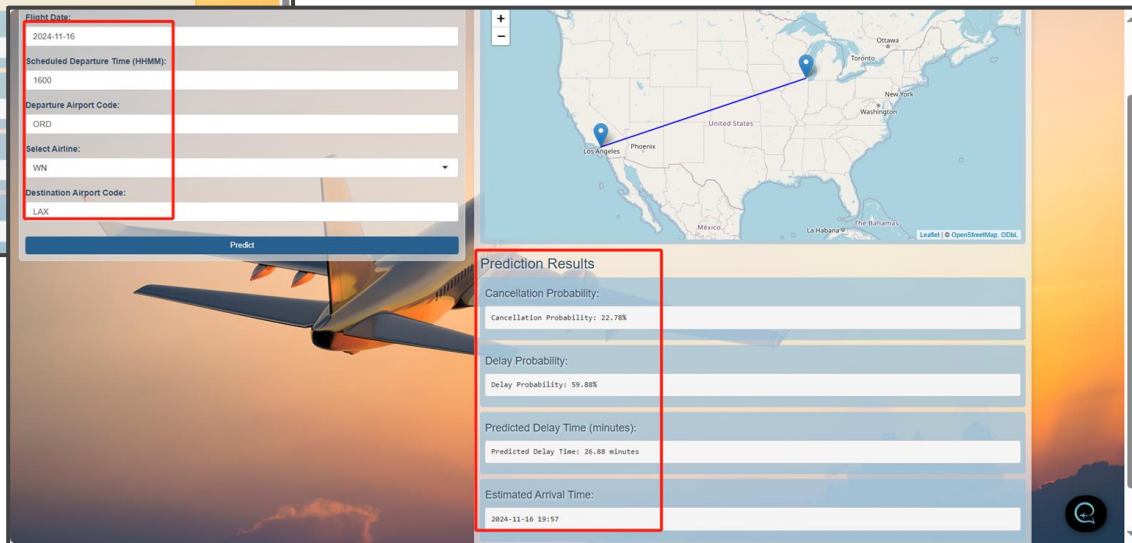 Flight Date:
2024-11-16
Scheduled Departure Time (HHMM):
1600
Departure Airport Code:
ORD
Select Airline:
WN
Destination Airport Code:
LAX
Predict
+
−
Ottawa
Toronto
New York
Washington
United States
Los Angeles
Phoenix
México
La Habana
The Bahamas
Leaflet | © OpenStreetMap, ODbL
Prediction Results
Cancellation Probability:
Cancellation Probability: 22.78%
Delay Probability:
Delay Probability: 59.88%
Predicted Delay Time (minutes):
Predicted Delay Time: 26.88 minutes
Estimated Arrival Time:
2024-11-16 19:57